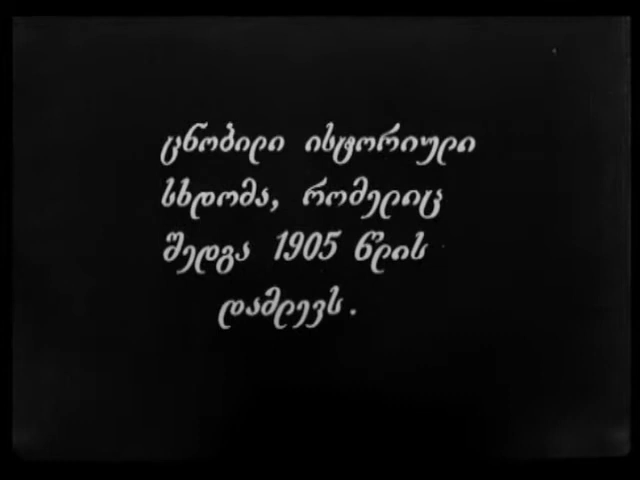 ცნობილი ისტორიული
სხდომა, რომელიც
შედგა 1905 წლის
დამლევს.